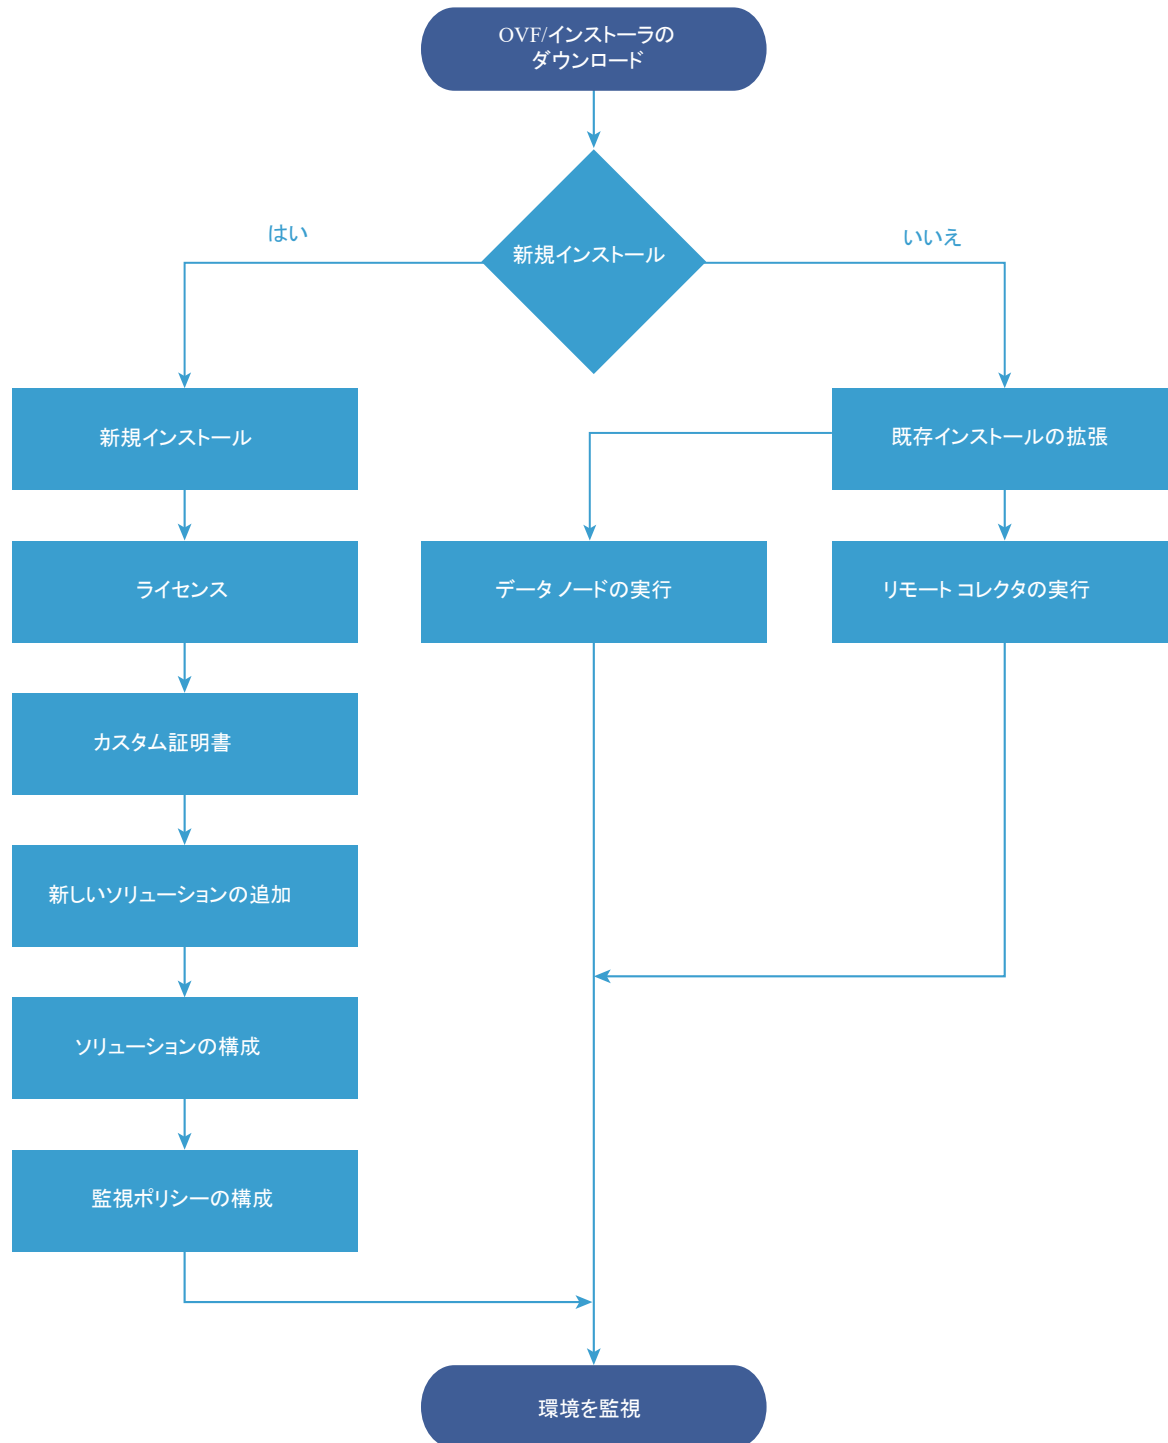 OVF/インストーラの
ダウンロード
新規インストール
はい
いいえ
新規インストール
既存インストールの拡張
ライセンス
データ ノードの実行
リモート コレクタの実行
カスタム証明書
新しいソリューションの追加
ソリューションの構成
監視ポリシーの構成
環境を監視